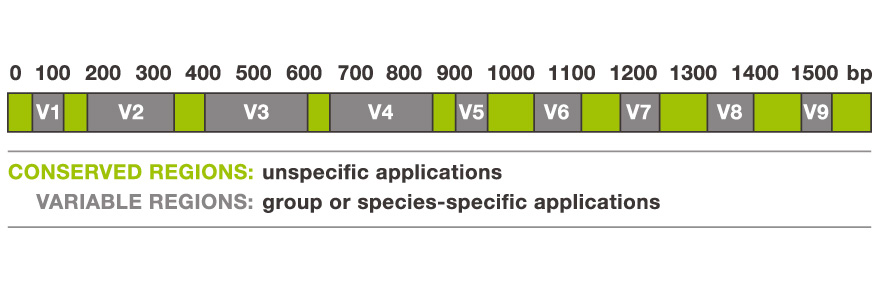 0 100 200 300 400 500 600 700 800 900 1000 1100 1200 1300 1400 1500 bp
V1 V2 V3 V4 V5 V6 V7 V8 V9
CONSERVED REGIONS: unspecific applications
VARIABLE REGIONS: group or species-specific applications